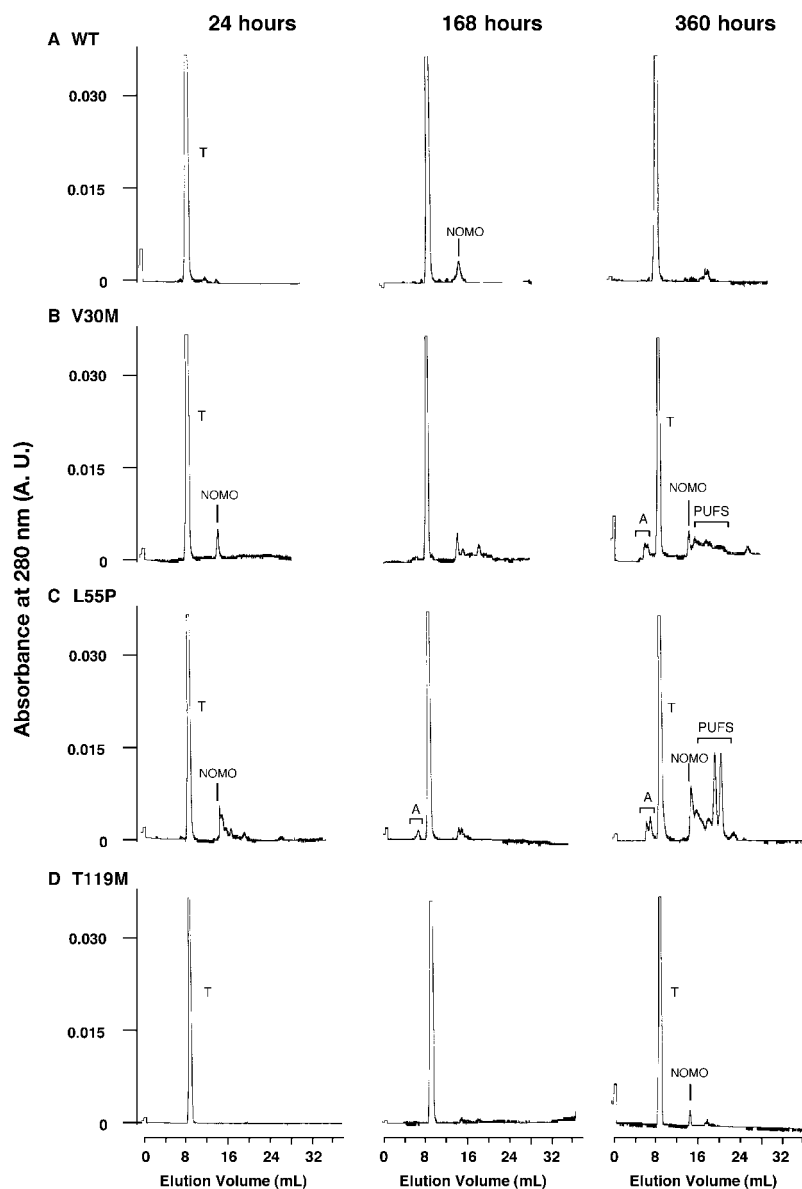 24 hours 168 hours 360 hours
A WT
0.030
0.015
0
T
NOMO
B V30M
0.030
0.015
0
T
NOMO
A
T
NOMO
PUFS
Absorbance at 280 nm (A. U.)
C L55P
0.030
0.015
0
T
NOMO
A
A
T
NOMO
PUFS
D T119M
0.030
0.015
0
T
T
NOMO
0 8 16 24 32 0 8 16 24 32 0 8 16 24 32
Elution Volume (mL) Elution Volume (mL) Elution Volume (mL)